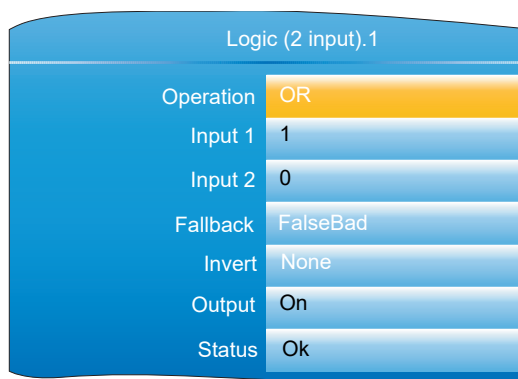 Logic (2 input).1
Operation OR
Input 1 1
Input 2 0
Fallback FalseBad
Invert None
Output On
Status Ok